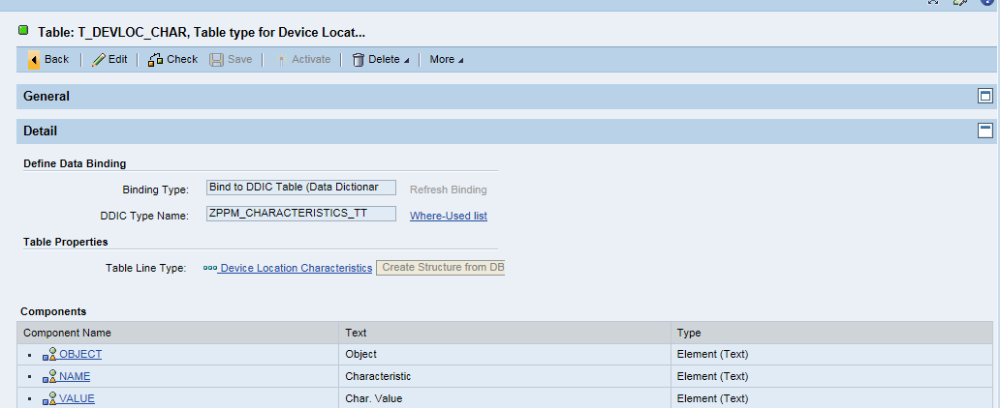 Table: T_DEVLOC_CHAR, Table type for Device Locat...
Back Edit Check Save Activate Delete More
General
Detail
Define Data Binding
Binding Type: Bind to DDIC Table (Data Dictionar Refresh Binding
DDIC Type Name: ZPPM_CHARACTERISTICS_TT Where-Used list
Table Properties
Table Line Type: Device Location Characteristics Create Structure from DB
Components
Component Name Text Type
OBJECT Object Element (Text)
NAME Characteristic Element (Text)
VALUE Char. Value Element (Text)